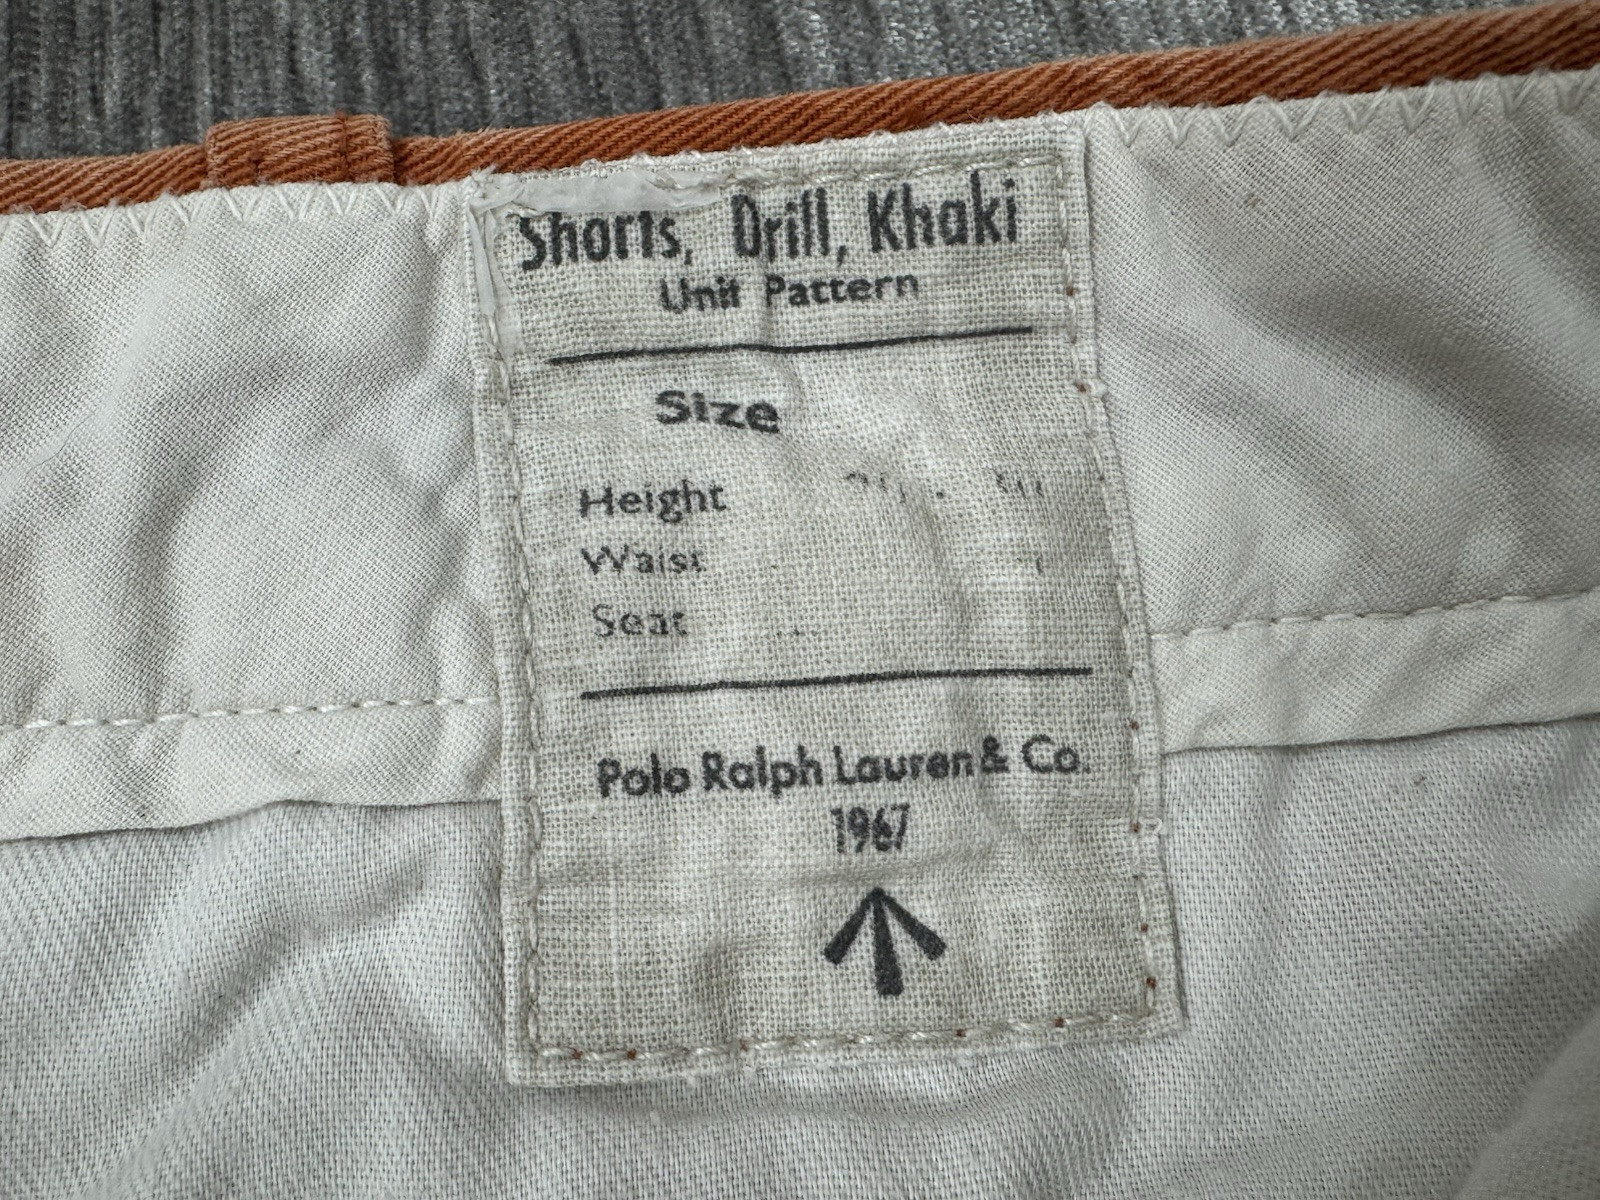 Shorts, Drill, Khaki
Unit Pattern
Size
Height
Waist
Seat
Polo Ralph Lauren & Co.
1967